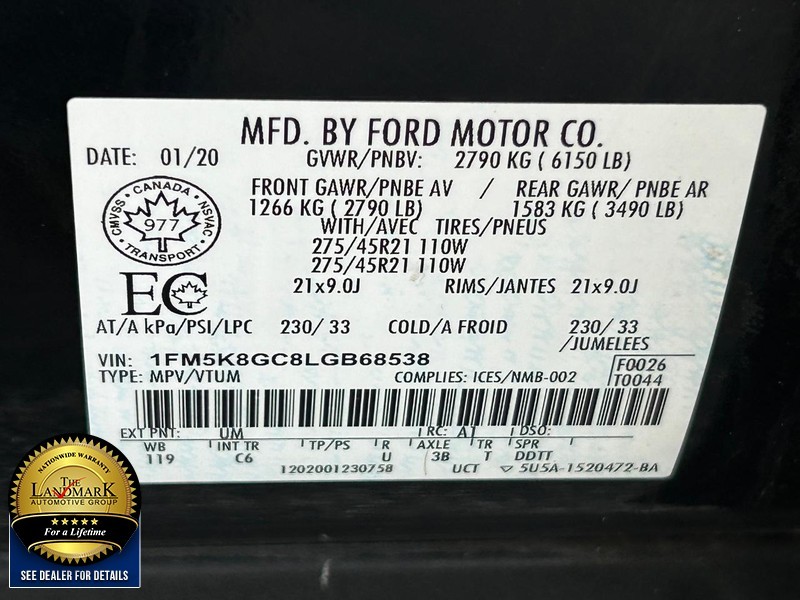 MFD. BY FORD MOTOR CO.
DATE: 01/20 GVWR/PNBV: 2790 KG ( 6150 LB)
FRONT GAWR/PNBE AV / REAR GAWR/ PNBE AR
1266 KG ( 2790 LB) 1583 KG ( 3490 LB)
WITH/AVEC TIRES/PNEUS
275/45R21 110W
275/45R21 110W
21x9.0J RIMS/JANTES 21x9.0J
CMVSS • CANADA • NSVAC
977
TRANSPORT
EC
AT/A kPa/PSI/LPC 230/ 33 COLD/A FROID 230/ 33
/JUMELEES
VIN: 1FM5K8GC8LGB68538 F0026
TYPE: MPV/VTUM COMPLIES: ICES/NMB-002 T0044
EXT PNT: UM RC: A1 DSO:
WB INT TR TP/PS R AXLE TR SPR
119 C6 U 3B T DDTT
1202001230758 UCT 5U5A-1520472-BA
NATIONWIDE WARRANTY
THE
LANDMARK
AUTOMOTIVE GROUP
For a Lifetime
SEE DEALER FOR DETAILS